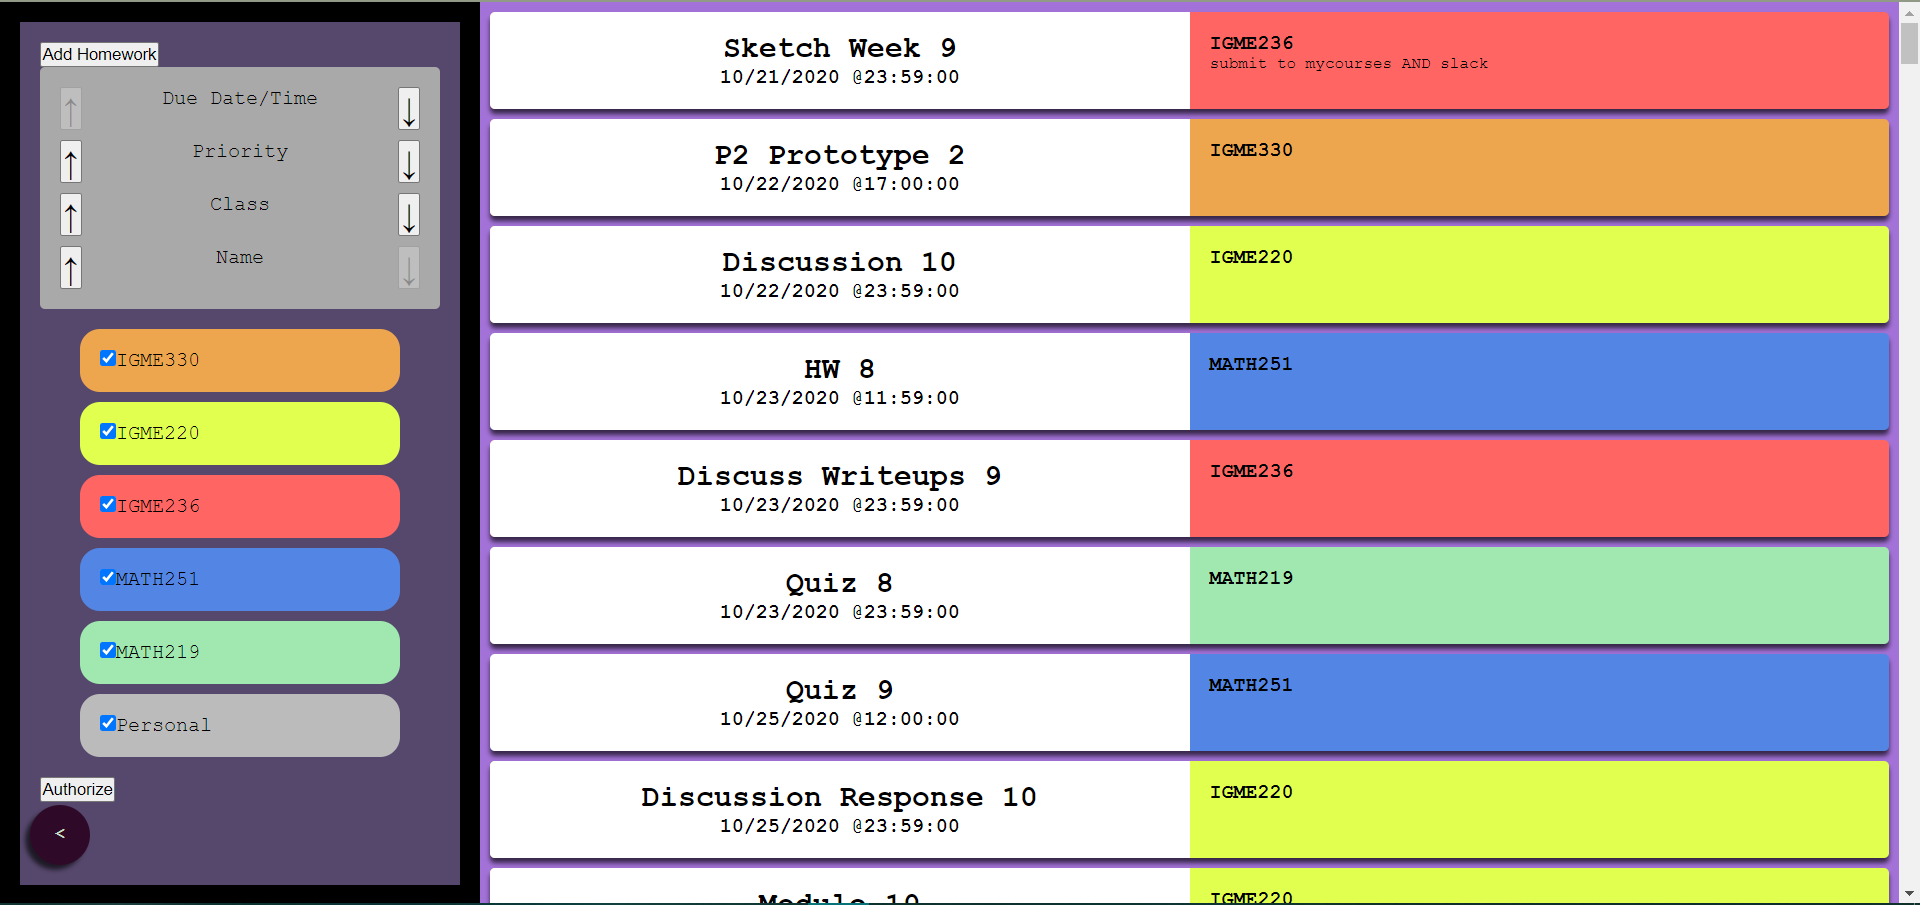 Add Homework
↑ Due Date/Time ↓
↑ Priority ↓
↑ Class ↓
↑ Name ↓
IGME330
IGME220
IGME236
MATH251
MATH219
Personal
Authorize
<
Sketch Week 9
10/21/2020 @23:59:00
IGME236
submit to mycourses AND slack
P2 Prototype 2
10/22/2020 @17:00:00
IGME330
Discussion 10
10/22/2020 @23:59:00
IGME220
HW 8
10/23/2020 @11:59:00
MATH251
Discuss Writeups 9
10/23/2020 @23:59:00
IGME236
Quiz 8
10/23/2020 @23:59:00
MATH219
Quiz 9
10/25/2020 @12:00:00
MATH251
Discussion Response 10
10/25/2020 @23:59:00
IGME220
Module 10
IGME220